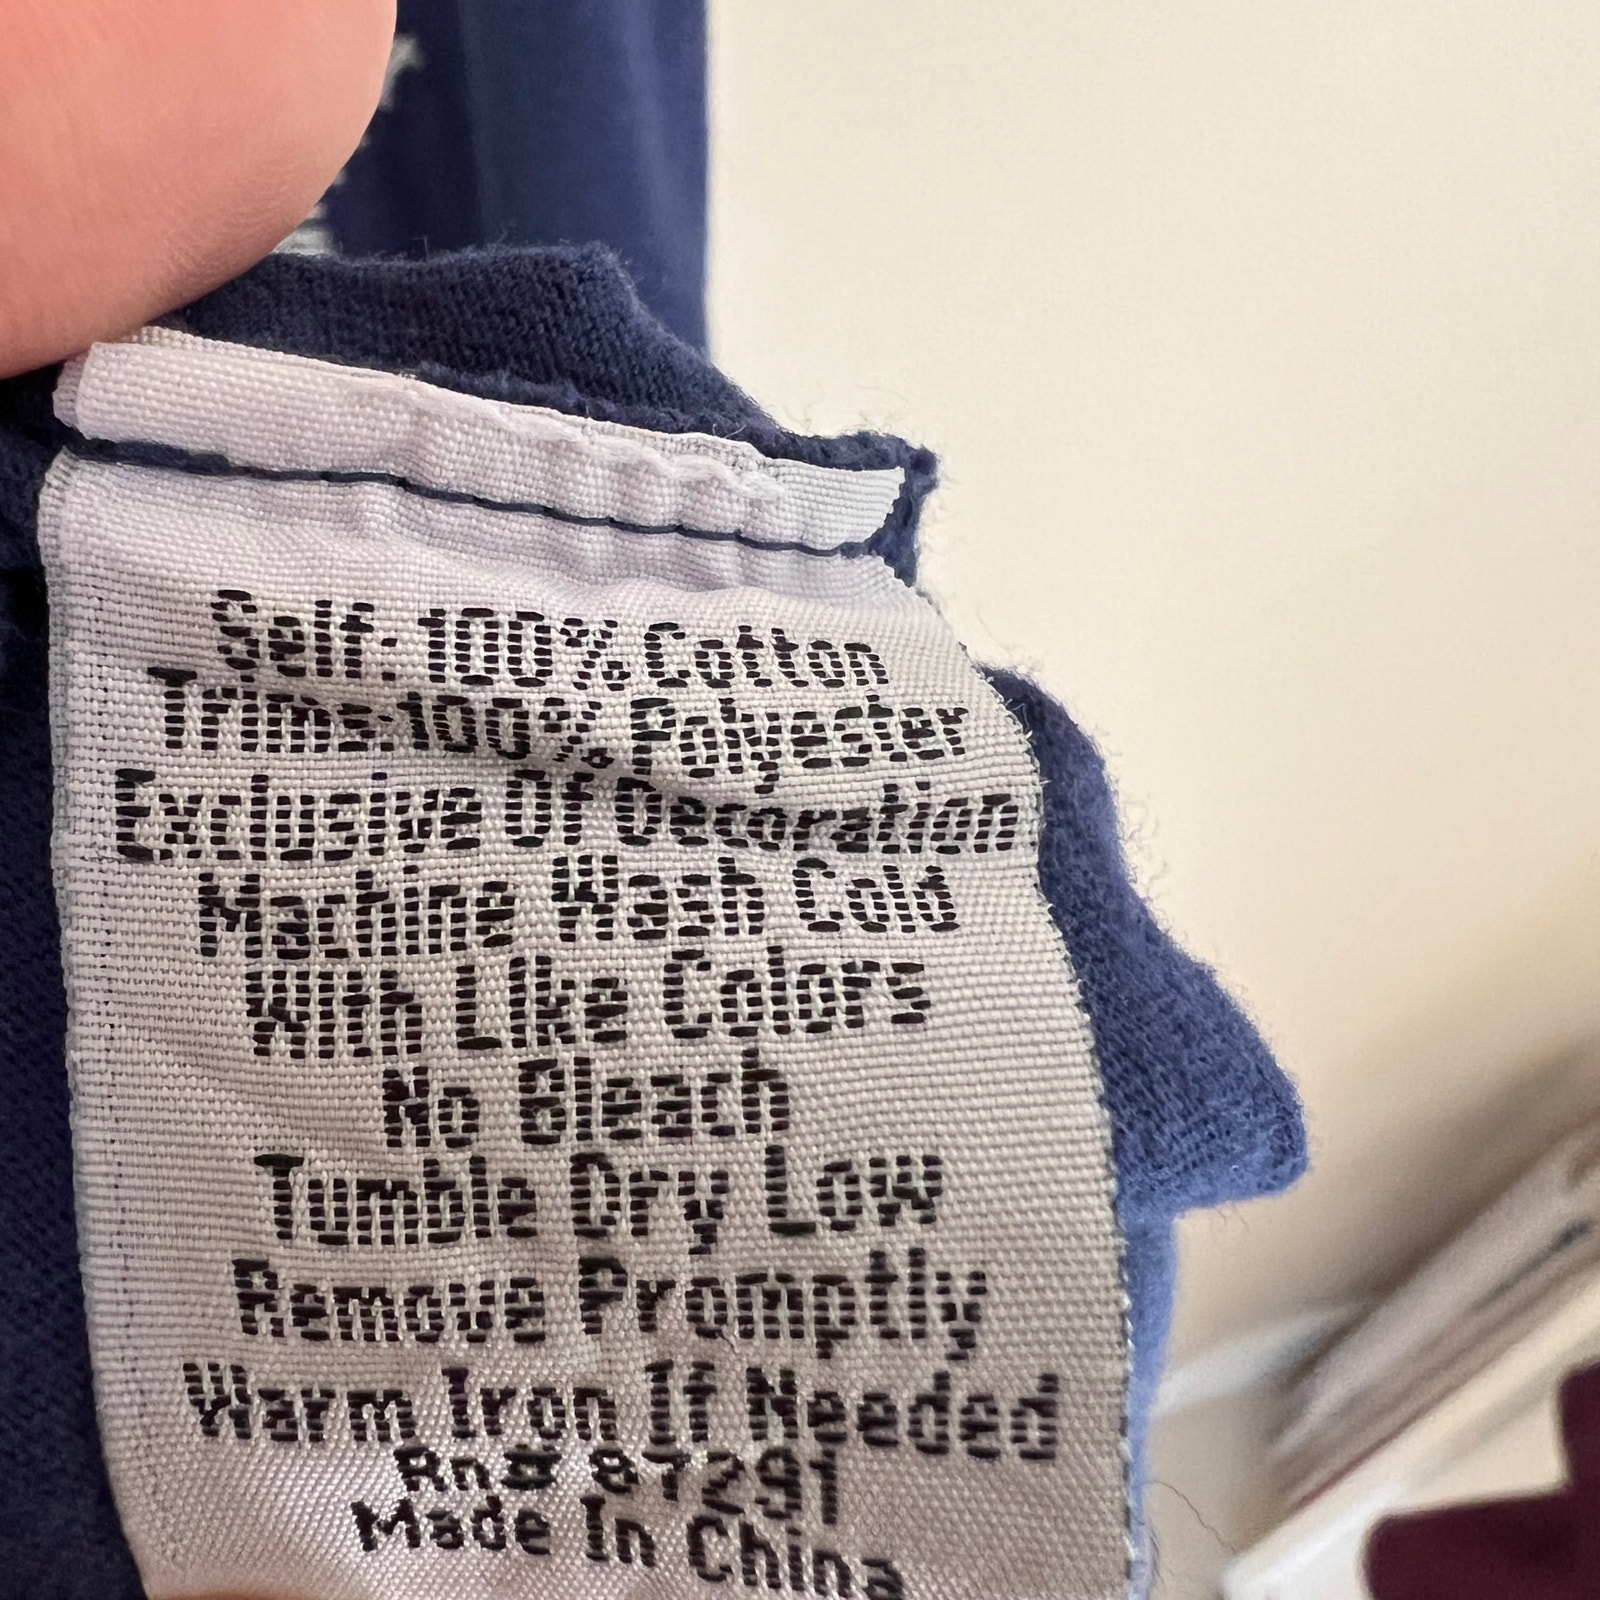 Self: 100% Cotton
Trims: 100% Polyester
Exclusive Of Decoration
Machine Wash Cold
With Like Colors
No Bleach
Tumble Dry Low
Remove Promptly
Warm Iron If Needed
Rn# 87291
Made In China